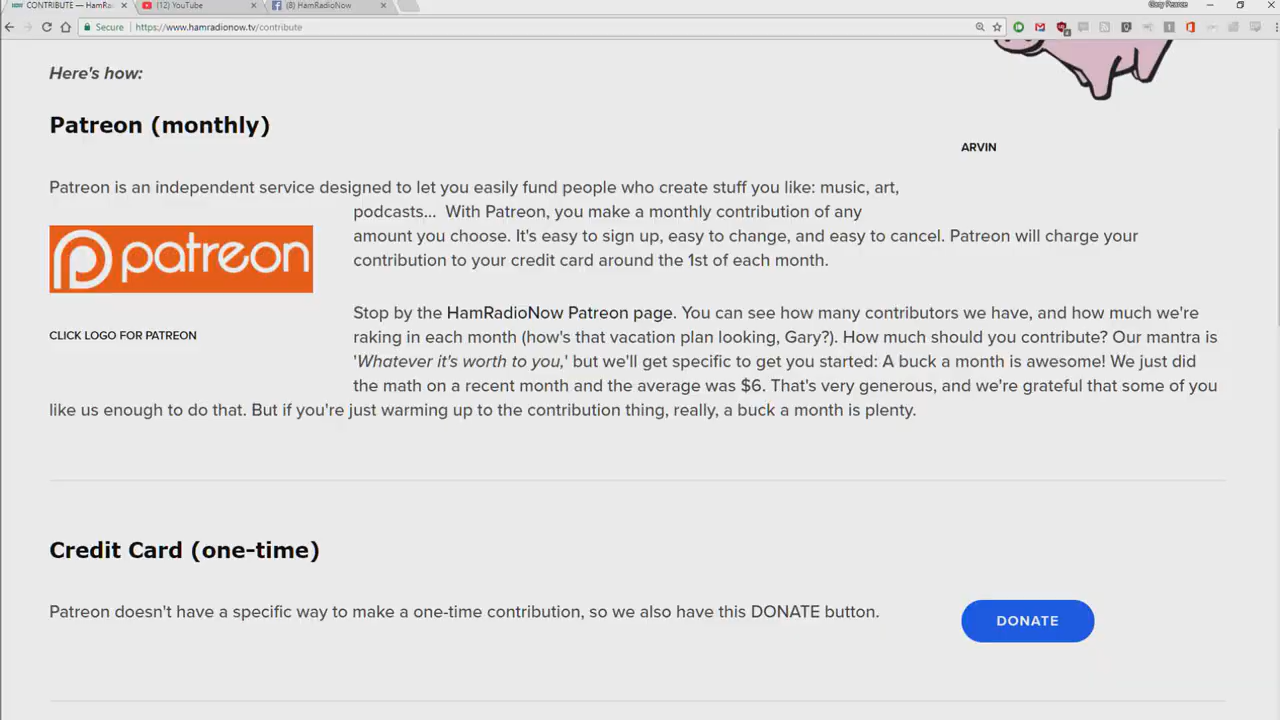 CONTRIBUTE — HamRa
(12) YouTube
(8) HamRadioNow
Gary Pearce
Secure
https://www.hamradionow.tv/contribute
Here's how:
Patreon (monthly)
ARVIN
Patreon is an independent service designed to let you easily fund people who create stuff you like: music, art,
podcasts... With Patreon, you make a monthly contribution of any
amount you choose. It's easy to sign up, easy to change, and easy to cancel. Patreon will charge your
contribution to your credit card around the 1st of each month.
patreon
CLICK LOGO FOR PATREON
Stop by the HamRadioNow Patreon page. You can see how many contributors we have, and how much we're
raking in each month (how's that vacation plan looking, Gary?). How much should you contribute? Our mantra is
'Whatever it's worth to you,' but we'll get specific to get you started: A buck a month is awesome! We just did
the math on a recent month and the average was $6. That's very generous, and we're grateful that some of you
like us enough to do that. But if you're just warming up to the contribution thing, really, a buck a month is plenty.
Credit Card (one-time)
Patreon doesn't have a specific way to make a one-time contribution, so we also have this DONATE button.
DONATE